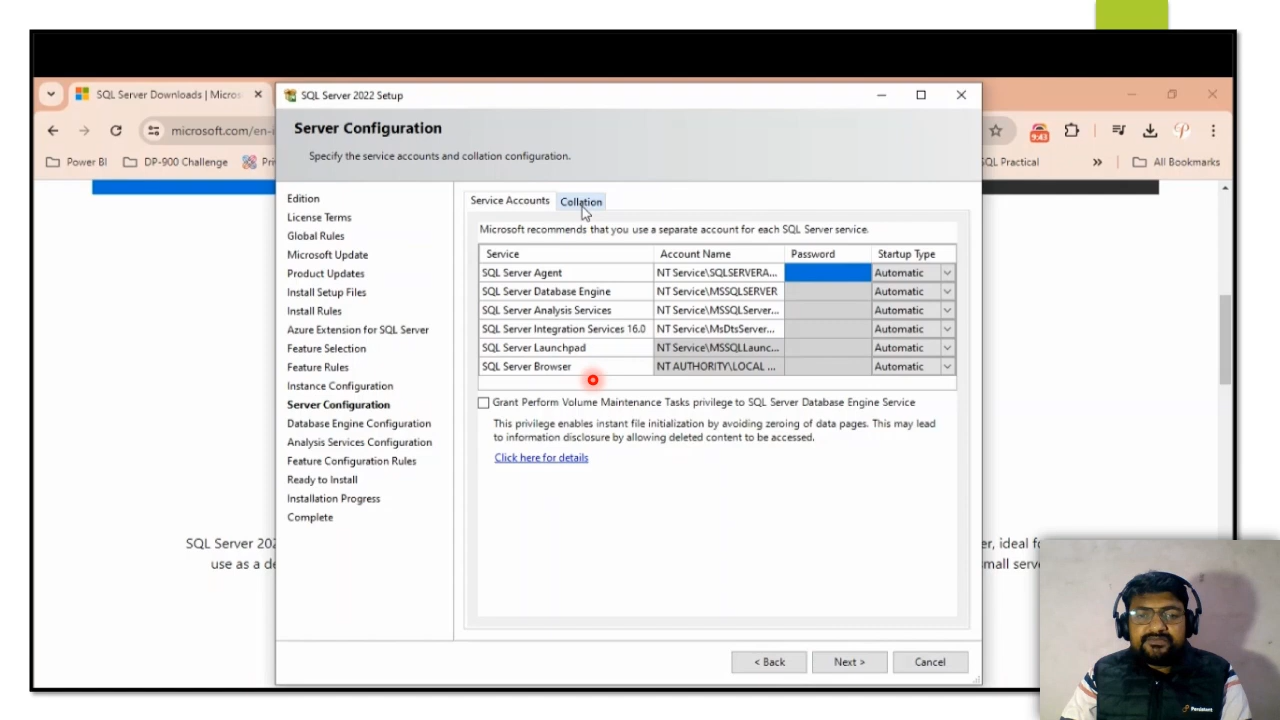 SQL Server Downloads | Micros
SQL Server 2022 Setup
microsoft.com/en-
9:43
Power BI
DP-900 Challenge
Pri
SQL Practical
»
All Bookmarks
Server Configuration
Specify the service accounts and collation configuration.
Edition
License Terms
Global Rules
Microsoft Update
Product Updates
Install Setup Files
Install Rules
Azure Extension for SQL Server
Feature Selection
Feature Rules
Instance Configuration
Server Configuration
Database Engine Configuration
Analysis Services Configuration
Feature Configuration Rules
Ready to Install
Installation Progress
Complete
Service Accounts Collation
Microsoft recommends that you use a separate account for each SQL Server service.
Service Account Name Password Startup Type
SQL Server Agent NT Service\SQLSERVERA... Automatic
SQL Server Database Engine NT Service\MSSQLSERVER Automatic
SQL Server Analysis Services NT Service\MSSQLServer... Automatic
SQL Server Integration Services 16.0 NT Service\MsDtsServer... Automatic
SQL Server Launchpad NT Service\MSSQLLaunc... Automatic
SQL Server Browser NT AUTHORITY\LOCAL ... Automatic
Grant Perform Volume Maintenance Tasks privilege to SQL Server Database Engine Service
This privilege enables instant file initialization by avoiding zeroing of data pages. This may lead
to information disclosure by allowing deleted content to be accessed.
Click here for details
SQL Server 202
use as a de
er, ideal fo
mall serve
< Back Next > Cancel
Persistent